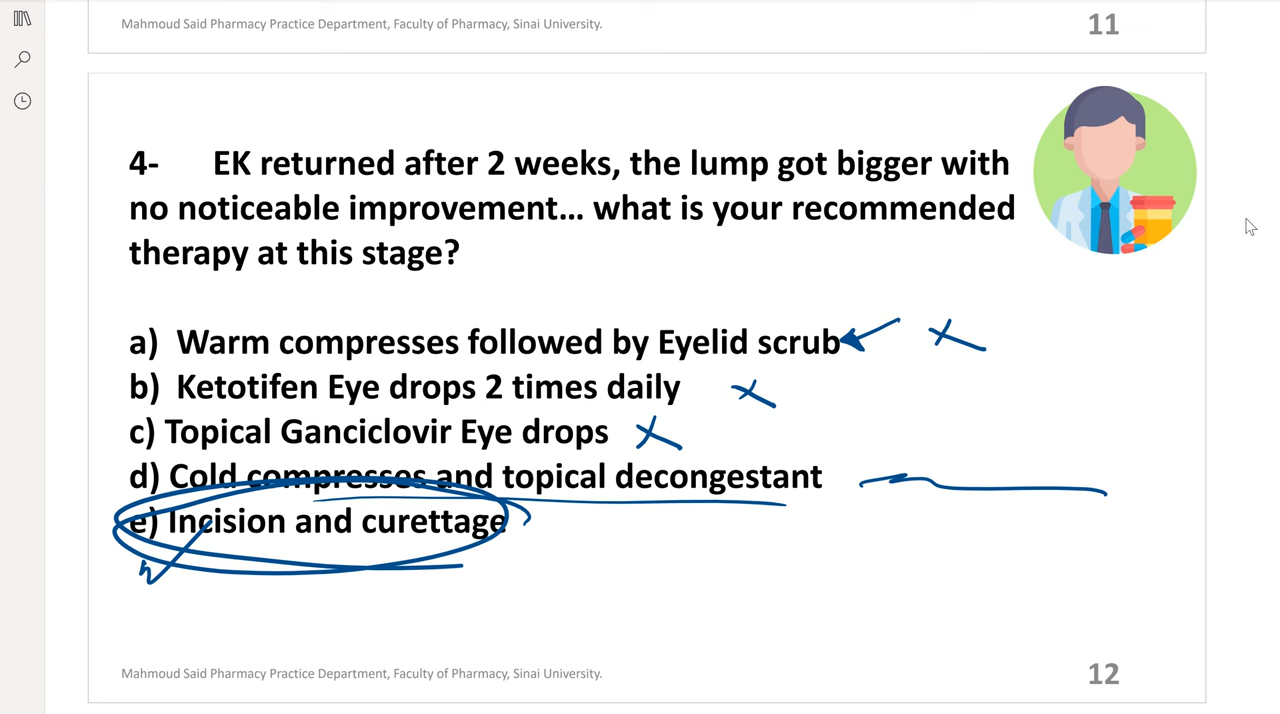 Mahmoud Said Pharmacy Practice Department, Faculty of Pharmacy, Sinai University.
11
4- EK returned after 2 weeks, the lump got bigger with
no noticeable improvement... what is your recommended
therapy at this stage?
a) Warm compresses followed by Eyelid scrub
b) Ketotifen Eye drops 2 times daily
c) Topical Ganciclovir Eye drops
d) Cold compresses and topical decongestant
e) Incision and curettage
Mahmoud Said Pharmacy Practice Department, Faculty of Pharmacy, Sinai University.
12